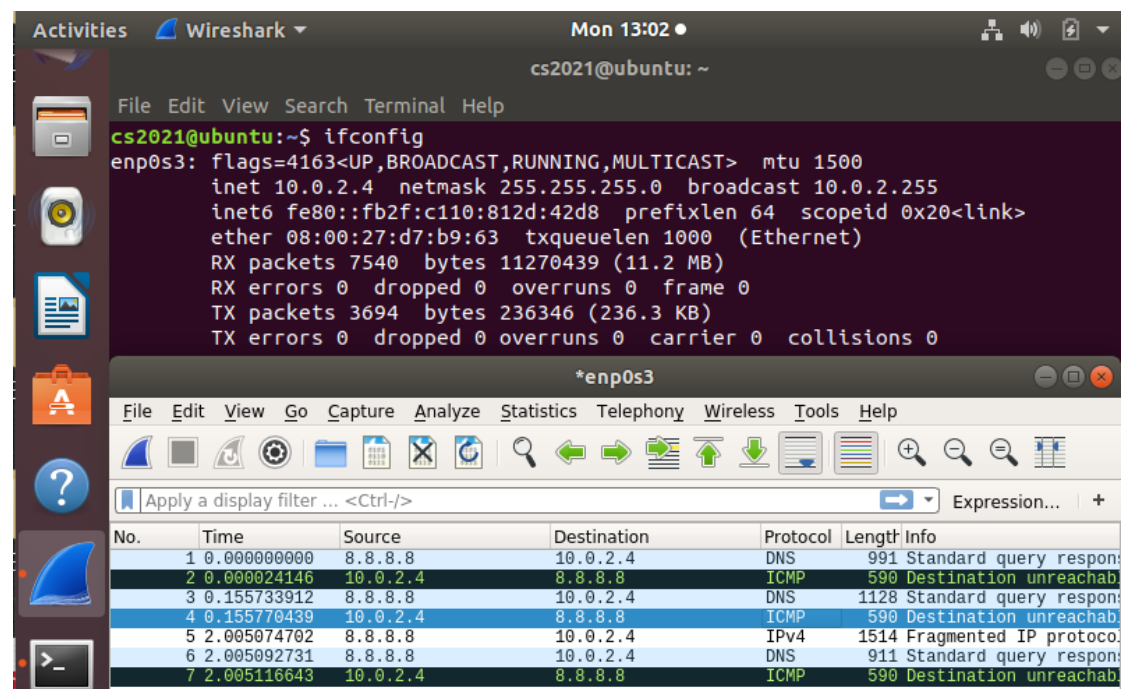 Activities Wireshark Mon 13:02
cs2021@ubuntu: ~
File Edit View Search Terminal Help
cs2021@ubuntu:~$ ifconfig
enp0s3: flags=4163<UP,BROADCAST,RUNNING,MULTICAST> mtu 1500
inet 10.0.2.4 netmask 255.255.255.0 broadcast 10.0.2.255
inet6 fe80::fb2f:c110:812d:42d8 prefixlen 64 scopeid 0x20<link>
ether 08:00:27:d7:b9:63 txqueuelen 1000 (Ethernet)
RX packets 7540 bytes 11270439 (11.2 MB)
RX errors 0 dropped 0 overruns 0 frame 0
TX packets 3694 bytes 236346 (236.3 KB)
TX errors 0 dropped 0 overruns 0 carrier 0 collisions 0
*enp0s3
File Edit View Go Capture Analyze Statistics Telephony Wireless Tools Help
Apply a display filter ... <Ctrl-/> Expression... +
No. Time Source Destination Protocol Length Info
1 0.000000000 8.8.8.8 10.0.2.4 DNS 991 Standard query respon
2 0.000024146 10.0.2.4 8.8.8.8 ICMP 590 Destination unreachab
3 0.155733912 8.8.8.8 10.0.2.4 DNS 1128 Standard query respon
4 0.155770439 10.0.2.4 8.8.8.8 ICMP 590 Destination unreachab
5 2.005074702 8.8.8.8 10.0.2.4 IPv4 1514 Fragmented IP protoco
6 2.005092731 8.8.8.8 10.0.2.4 DNS 911 Standard query respon
7 2.005116643 10.0.2.4 8.8.8.8 ICMP 590 Destination unreachab